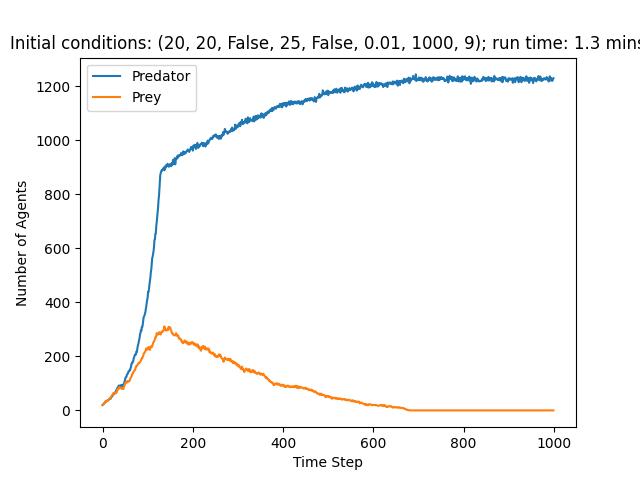 Initial conditions: (20, 20, False, 25, False, 0.01, 1000, 9); run time: 1.3 mins
Predator
Prey
1200
1000
800
600
400
200
0
Number of Agents
0 200 400 600 800 1000
Time Step